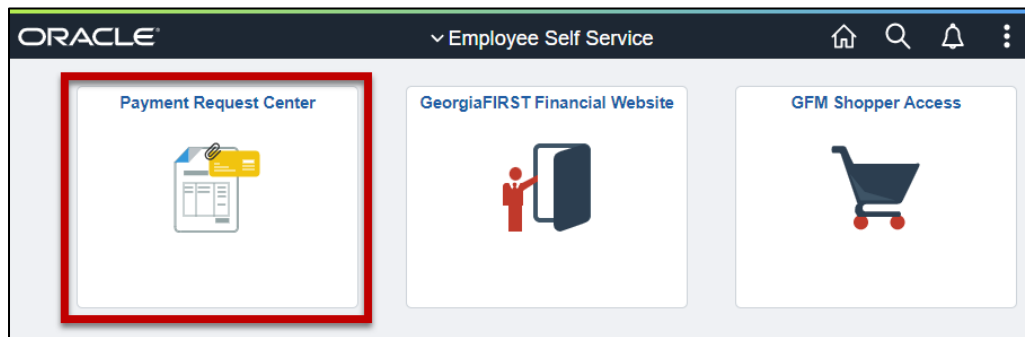 ORACLE
Employee Self Service
Payment Request Center
GeorgiaFIRST Financial Website
GFM Shopper Access